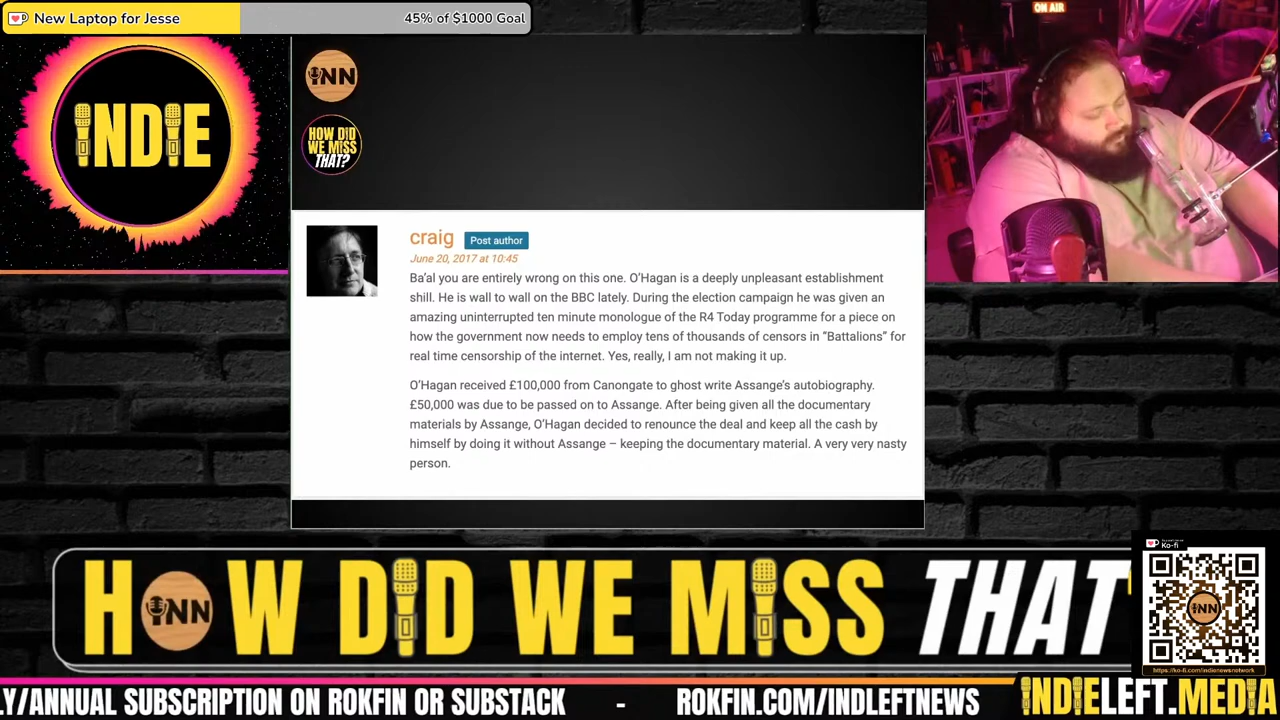 New Laptop for Jesse
45% of $1000 Goal
ON AIR
INDIE
INN
HOW DID
WE MISS
THAT?
craig Post author
June 20, 2017 at 10:45
Ba'al you are entirely wrong on this one. O'Hagan is a deeply unpleasant establishment
shill. He is wall to wall on the BBC lately. During the election campaign he was given an
amazing uninterrupted ten minute monologue of the R4 Today programme for a piece on
how the government now needs to employ tens of thousands of censors in "Battalions" for
real time censorship of the internet. Yes, really, I am not making it up.
O'Hagan received £100,000 from Canongate to ghost write Assange's autobiography.
£50,000 was due to be passed on to Assange. After being given all the documentary
materials by Assange, O'Hagan decided to renounce the deal and keep all the cash by
himself by doing it without Assange – keeping the documentary material. A very very nasty
person.
HOW DID WE MISS THAT
INN
Ko-fi
INN
https://ko-fi.com/indienewsnetwork
LY/ANNUAL SUBSCRIPTION ON ROKFIN OR SUBSTACK - ROKFIN.COM/INDLEFTNEWS
INDIELEFT.MEDIA